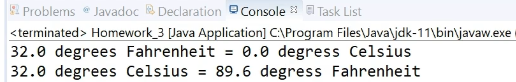 Problems @ Javadoc Declaration Console Task List
<terminated> Homework_3 [Java Application] C:\Program Files\Java\jdk-11\bin\javaw.exe (
32.0 degrees Fahrenheit = 0.0 degress Celsius
32.0 degrees Celsius = 89.6 degress Fahrenheit